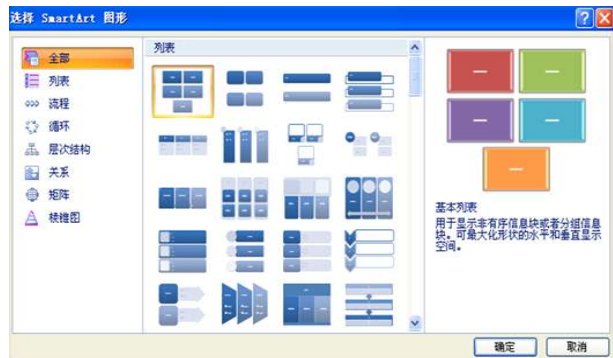 选择 SmartArt 图形
全部
列表
流程
循环
层次结构
关系
矩阵
棱锥图
列表
基本列表
用于显示非有序信息块或者分组信息
块。可最大化形状的水平和垂直显示
空间。
确定
取消